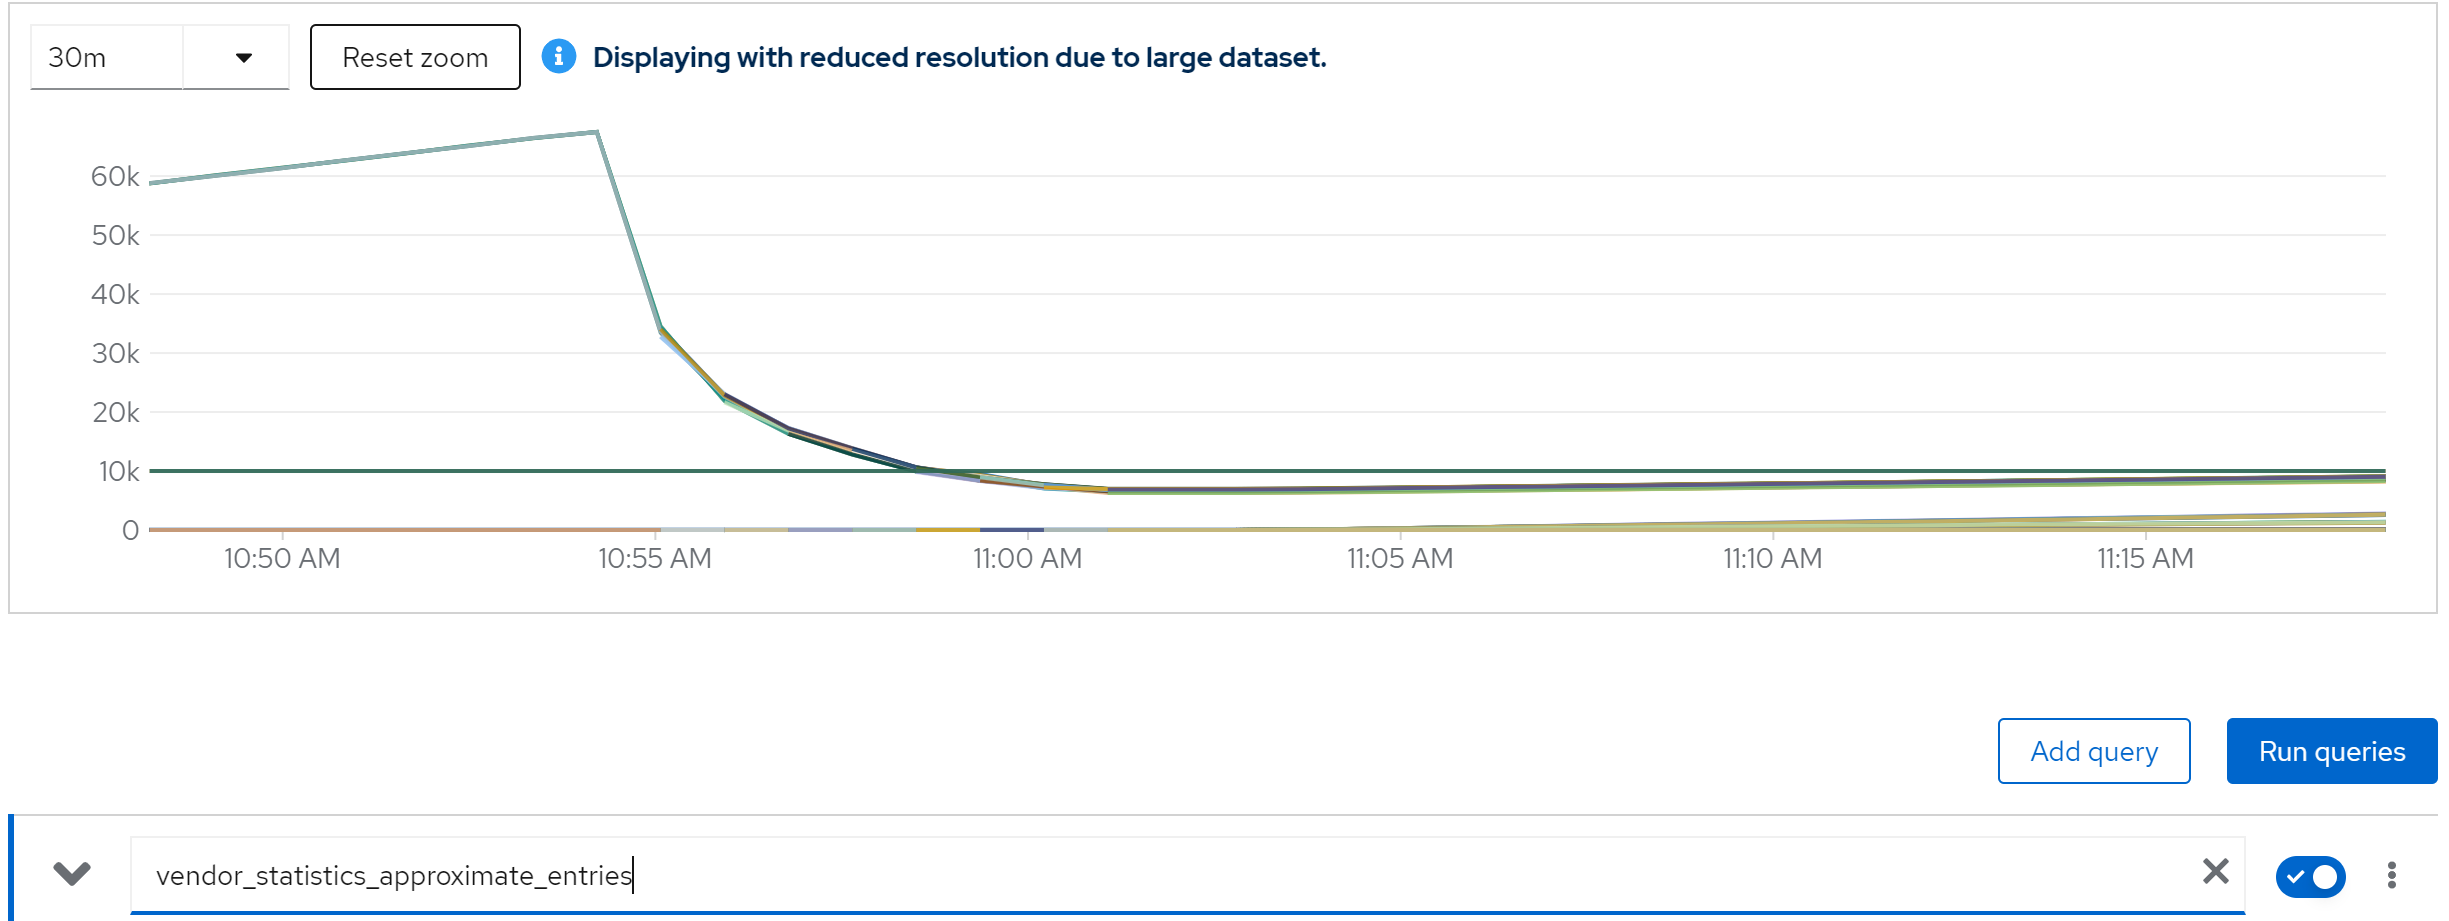 30m
Reset zoom
Displaying with reduced resolution due to large dataset.
60k
50k
40k
30k
20k
10k
0
10:50 AM 10:55 AM 11:00 AM 11:05 AM 11:10 AM 11:15 AM
Add query
Run queries
vendor_statistics_approximate_entries